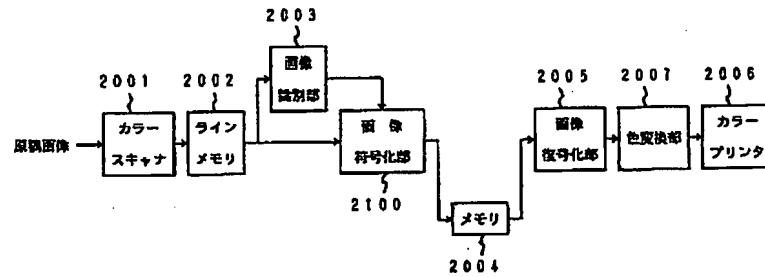 2003
画像
識別部
2001
2002
2005
2007
2006
原稿画像
カラー
スキャナ
ライン
メモリ
画像
符号化部
2100
画像
復号化部
色変換部
カラー
プリンタ
メモリ
2004